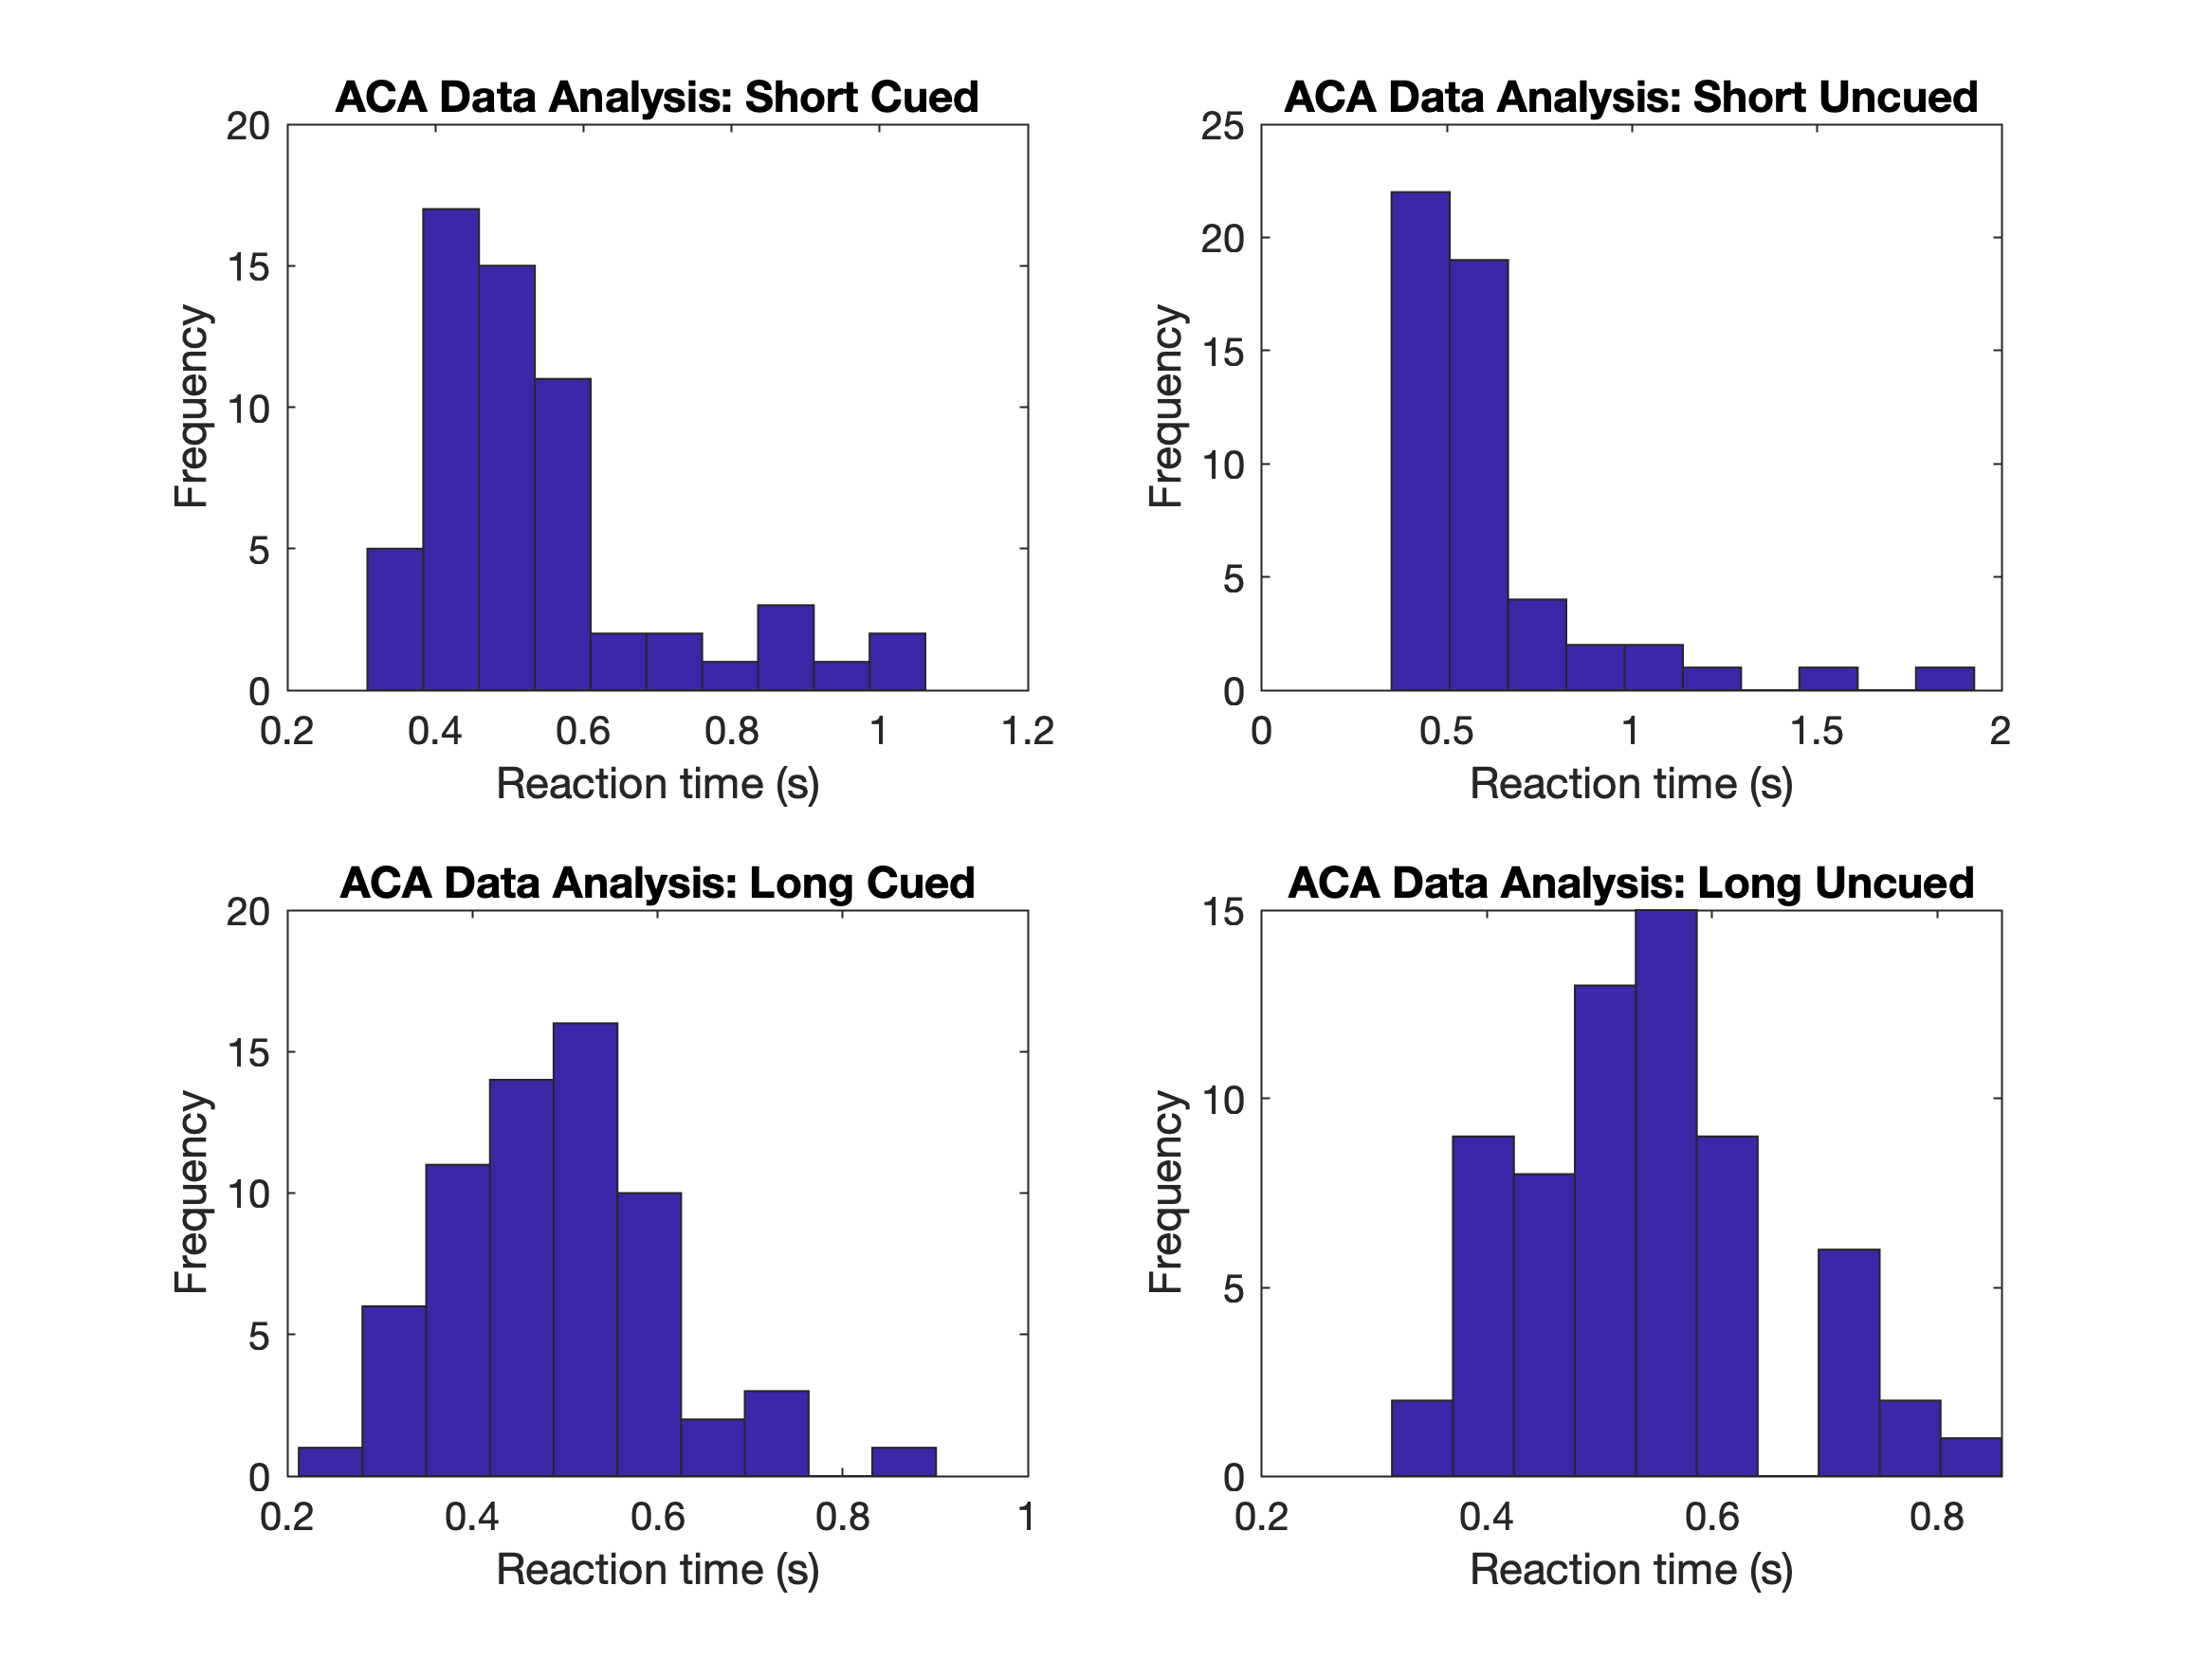 ACA Data Analysis: Short Cued
20
15
10
5
0
Frequency
0.2 0.4 0.6 0.8 1 1.2
Reaction time (s)
ACA Data Analysis: Short Uncued
25
20
15
10
5
0
Frequency
0 0.5 1 1.5 2
Reaction time (s)
ACA Data Analysis: Long Cued
20
15
10
5
0
Frequency
0.2 0.4 0.6 0.8 1
Reaction time (s)
ACA Data Analysis: Long Uncued
15
10
5
0
Frequency
0.2 0.4 0.6 0.8
Reaction time (s)